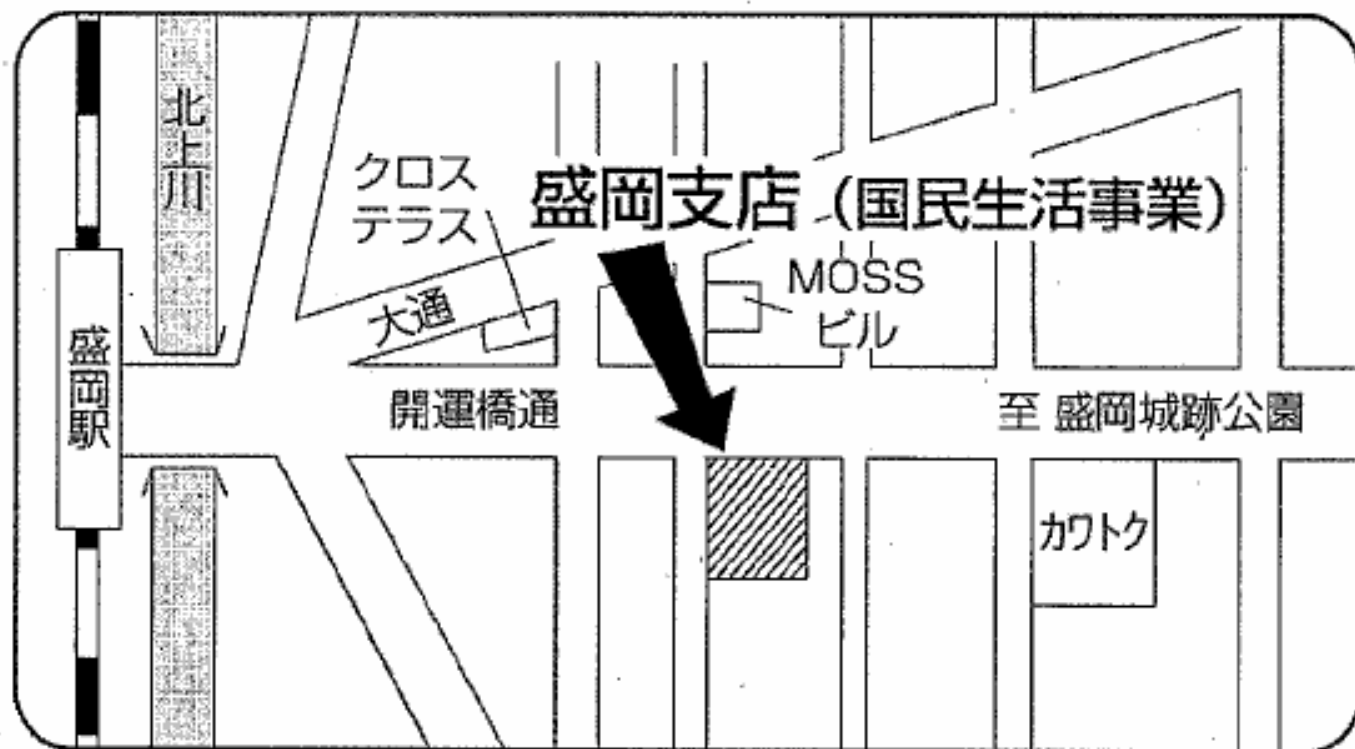 北上川
クロス
テラス
盛岡支店(国民生活事業)
大通
MOSS
ビル
盛岡駅
開運橋通
至 盛岡城跡公園
カワトク